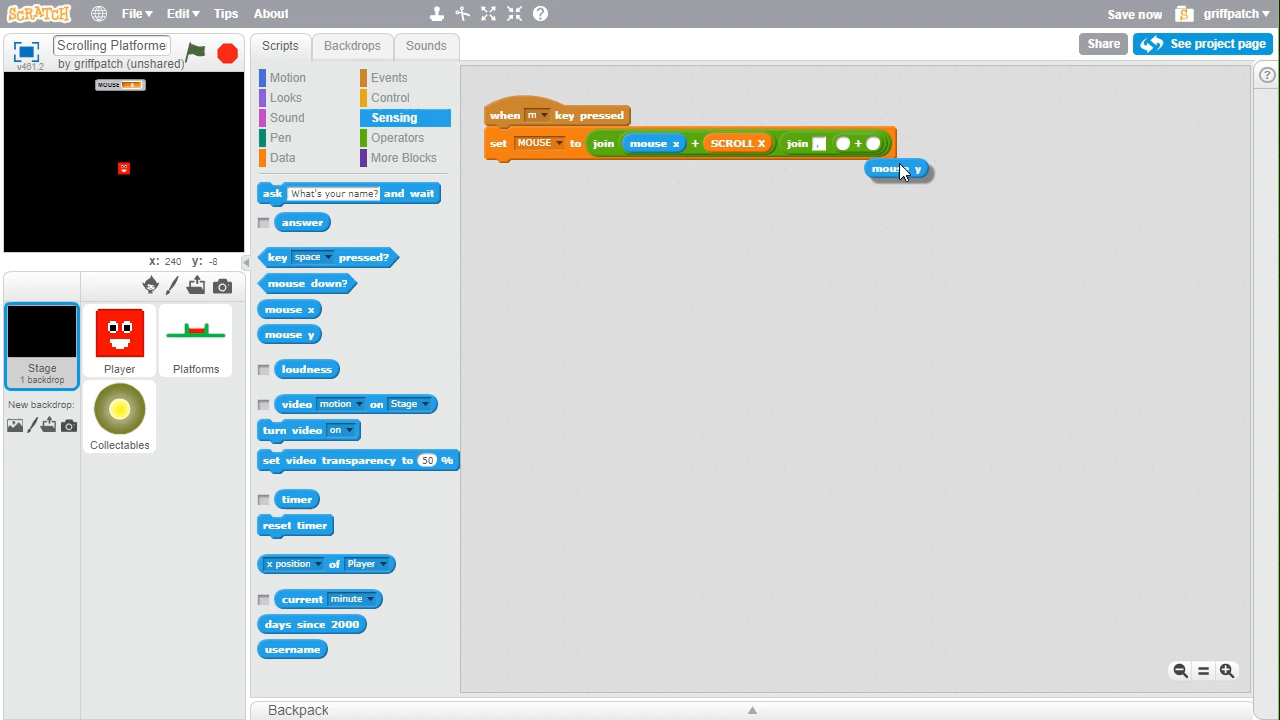 SCRATCH File Edit Tips About Save now griffpatch
Scrolling Platforme
by griffpatch (unshared)
v461.2
Scripts Backdrops Sounds Share See project page
MOUSE
X: 240 y: -8
Stage
1 backdrop
Player
Platforms
New backdrop:
Collectables
Motion Events
Looks Control
Sound Sensing
Pen Operators
Data More Blocks
ask What's your name? and wait
answer
key space pressed?
mouse down?
mouse x
mouse y
loudness
video motion on Stage
turn video on
set video transparency to 50 %
timer
reset timer
x position of Player
current minute
days since 2000
username
when m key pressed
set MOUSE to join mouse x + SCROLL X join , +
mouse y
Backpack